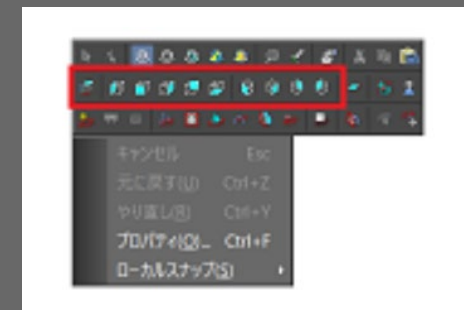 キャンセル Esc
元に戻す(U) Ctrl+Z
やり直し(R) Ctrl+Y
プロパティ(Q)... Ctrl+F
ローカルスナップ(S)